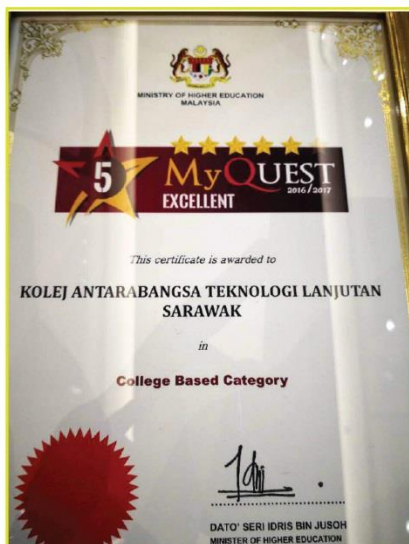 MINISTRY OF HIGHER EDUCATION
MALAYSIA
5
MyQUEST
2016/2017
EXCELLENT
This certificate is awarded to
KOLEJ ANTARABANGSA TEKNOLOGI LANJUTAN
SARAWAK
in
College Based Category
DATO' SERI IDRIS BIN JUSOH
MINISTER OF HIGHER EDUCATION